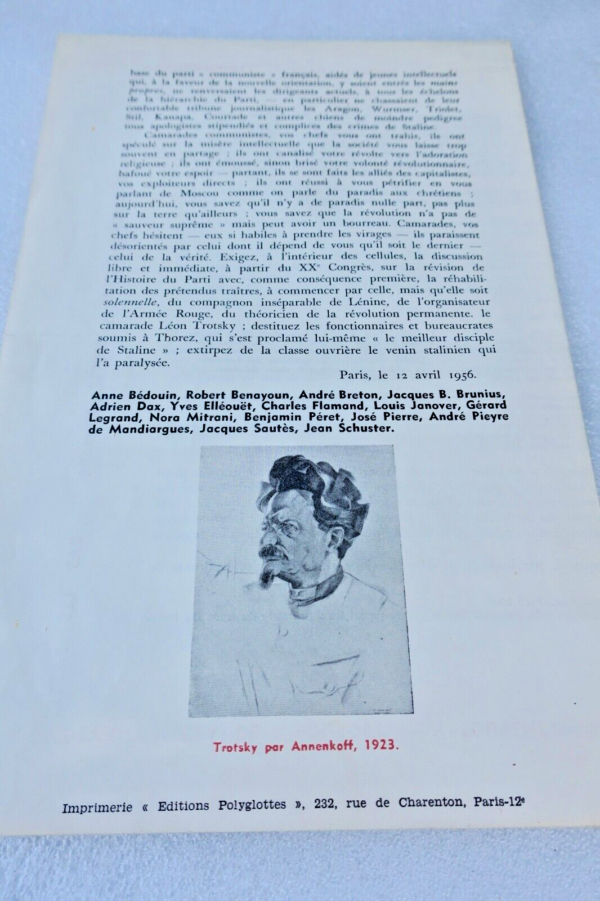 base du parti « communiste » français, aidés de jeunes intellectuels
qui, à la faveur de la nouvelle orientation, y soient entrés les mains
propres, ne renversaient les dirigeants actuels, à tous les échelons
de la hiérarchie du Parti, — en particulier ne chassaient de leur
confortable tribune journalistique les Aragon, Wurmser, Triolet,
Stil, Kanapa, Courtade et autres chiens de moindre pedigree
tous apologistes stipendiés et complices des crimes de Staline.
Camarades communistes, vos chefs vous ont trahis, ils ont
spéculé sur la misère intellectuelle que la société vous laisse trop
souvent en partage ; ils ont canalisé votre révolte vers l'adoration
religieuse ; ils ont émoussé, sinon brisé votre volonté révolutionnaire,
bafoué votre espoir — partant, ils se sont faits les alliés des capitalistes,
vos exploiteurs directs ; ils ont réussi à vous pétrifier en vous
parlant de Moscou comme on parle du paradis aux chrétiens ;
aujourd'hui, vous savez qu'il n'y a de paradis nulle part, pas plus
sur la terre qu'ailleurs ; vous savez que la révolution n'a pas de
« sauveur suprême » mais peut avoir un bourreau. Camarades, vos
chefs hésitent — eux si habiles à prendre les virages — ils paraissent
désorientés par celui dont il dépend de vous qu'il soit le dernier —
celui de la vérité. Exigez, à l'intérieur des cellules, la discussion
libre et immédiate, à partir du XXe Congrès, sur la révision de
l'Histoire du Parti avec, comme conséquence première, la réhabili-
tation des prétendus traîtres, à commencer par celle, mais qu'elle soit
solennelle, du compagnon inséparable de Lénine, de l'organisateur
de l'Armée Rouge, du théoricien de la révolution permanente. le
camarade Léon Trotsky ; destituez les fonctionnaires et bureaucrates
soumis à Thorez, qui s'est proclamé lui-même « le meilleur disciple
de Staline » ; extirpez de la classe ouvrière le venin stalinien qui
l'a paralysée.
Paris, le 12 avril 1956.
Anne Bédouin, Robert Benayoun, André Breton, Jacques B. Brunius,
Adrien Dax, Yves Elléouët, Charles Flamand, Louis Janover, Gérard
Legrand, Nora Mitrani, Benjamin Péret, José Pierre, André Pieyre
de Mandiargues, Jacques Sautès, Jean Schuster.
Trotsky par Annenkoff, 1923.
Imprimerie « Editions Polyglottes », 232, rue de Charenton, Paris-12e